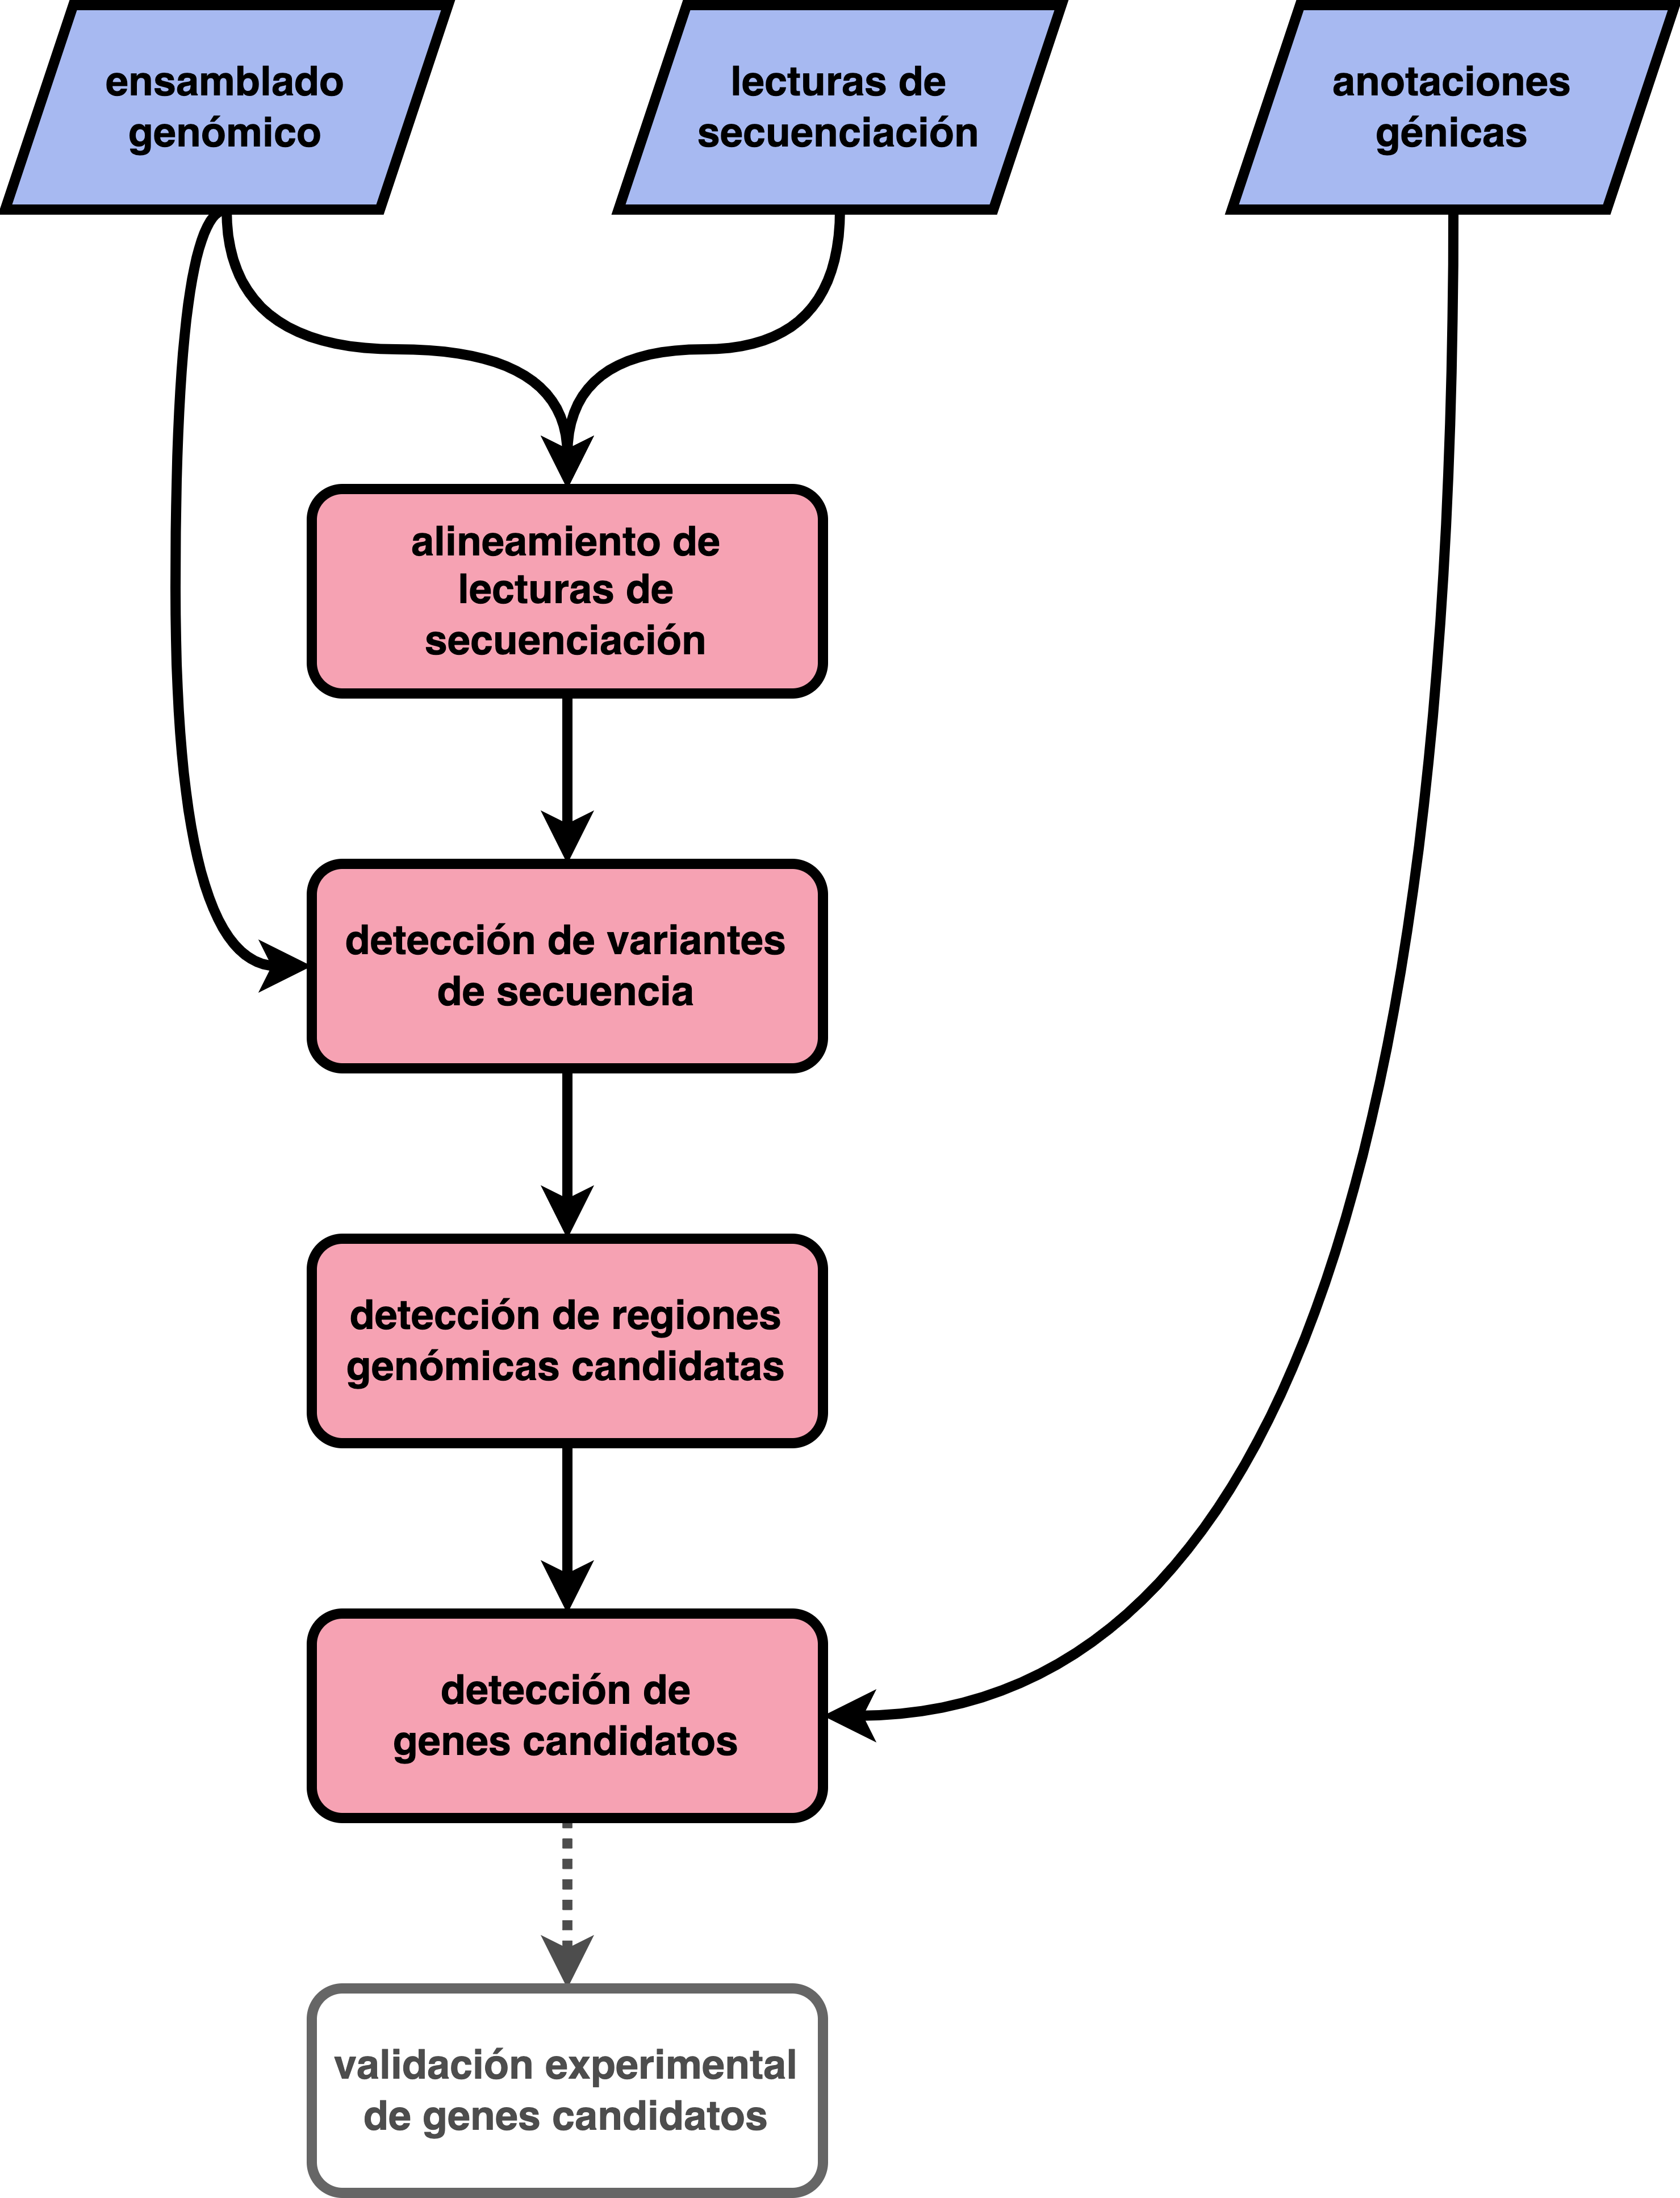 ensamblado
genómico
lecturas de
secuenciación
anotaciones
génicas
alineamiento de
lecturas de
secuenciación
detección de variantes
de secuencia
detección de regiones
genómicas candidatas
detección de
genes candidatos
validación experimental
de genes candidatos